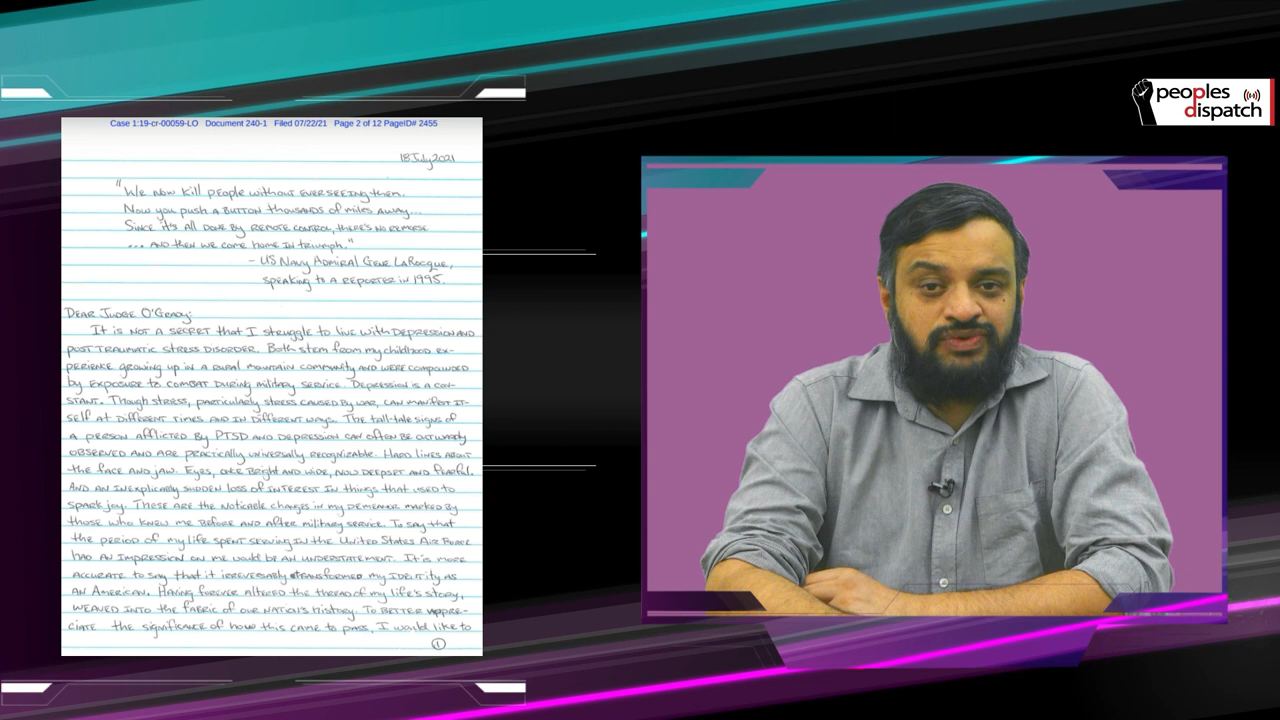 Case 1:19-cr-00059-LO Document 240-1 Filed 07/22/21 Page 2 of 12 PageID# 2455
18 July 2021
"We now kill people without ever seeing them.
Now you push a button thousands of miles away...
Since it's all done by remote control, there's no remorse
... and then we come home in triumph."
- US Navy Admiral Gene LaRocque,
speaking to a reporter in 1995.
Dear Judge O'Grady:
It is not a secret that I struggle to live with depression and
post traumatic stress disorder. Both stem from my childhood ex-
perience growing up in a rural mountain community and were compounded
by exposure to combat during military service. Depression is a con-
stant. Though stress, particularly stress caused by war, can manifest it-
self at different times and in different ways. The tall-tale signs of
a person afflicted by PTSD and depression can often be outwardly
observed and are practically universally recognizable. Hard lines about
the face and jaw. Eyes, once bright and wide, now deepset and fearful.
And an inexplicably sudden loss of interest in things that used to
spark joy. These are the noticable changes in my demeanor marked by
those who knew me before and after military service. To say that
the period of my life spent serving in the United States Air Force
had an impression on me would be an understatement. It is more
accurate to say that it irreversably transformed my identity as
an American. Having forever altered the thread of my life's story,
weaved into the fabric of our nation's history. To better appre-
ciate the significance of how this came to pass, I would like to
1
peoples
dispatch